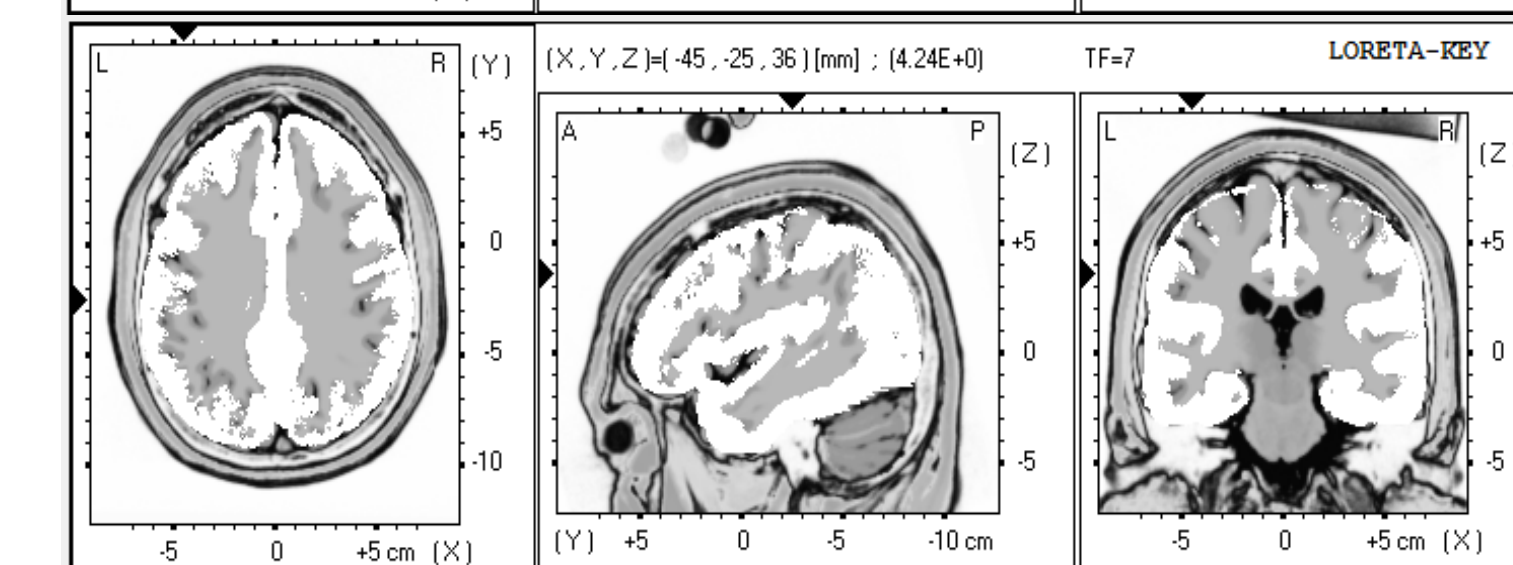 (X,Y,Z)=(-45,-25,36)[mm] ; (4.24E+0) TF=7 LORETA-KEY
L R (Y)
+5
0
-5
-10
-5 0 +5 cm (X)
A P (Z)
+5
0
-5
(Y) +5 0 -5 -10 cm
L R (Z
+5
0
-5
-5 0 +5 cm (X)